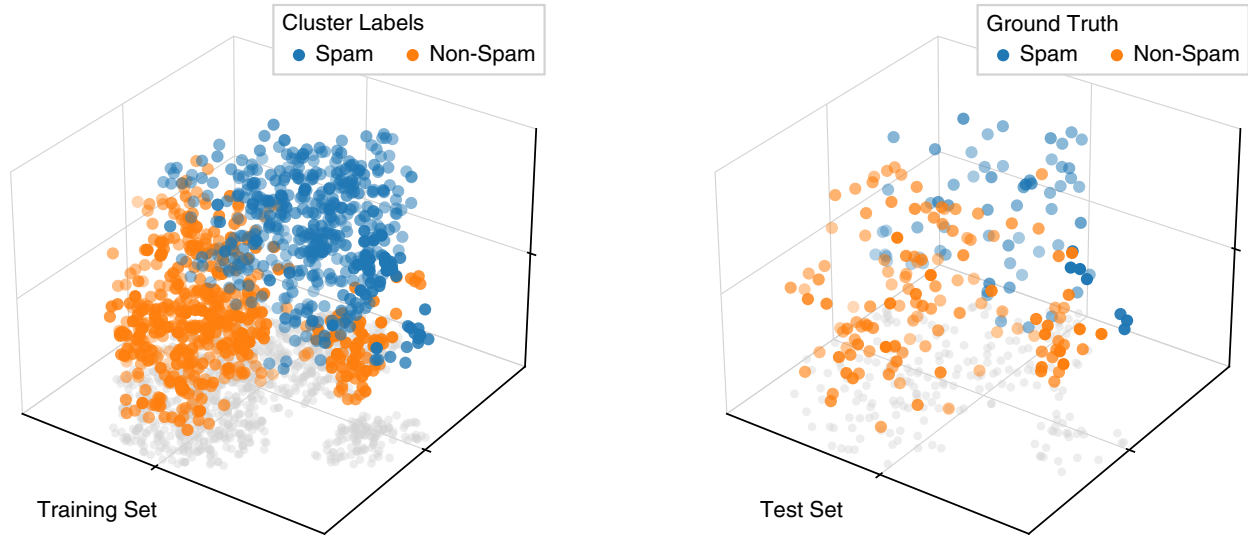 Cluster Labels
Spam Non-Spam
Training Set
Ground Truth
Spam Non-Spam
Test Set